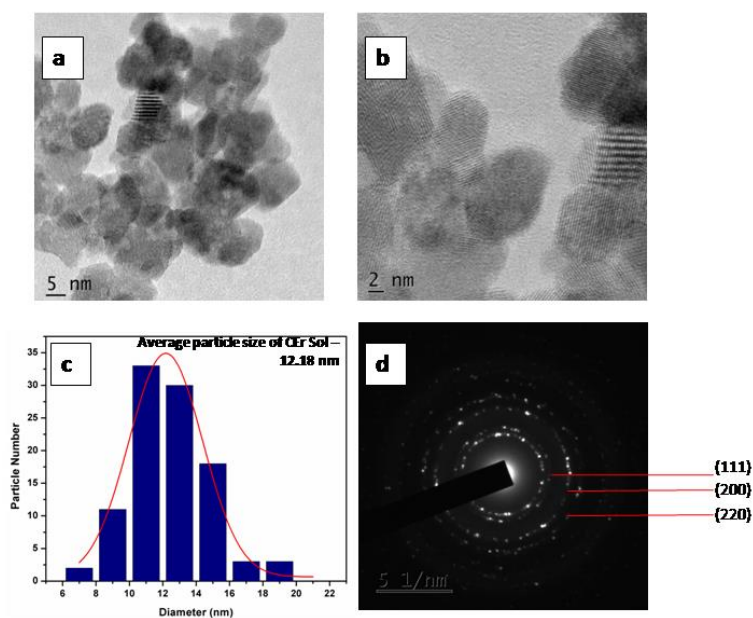 a
5 nm
b
2 nm
c
Average particle size of CEr Sol –
12.18 nm
Particle Number
35
30
25
20
15
10
5
0
6 8 10 12 14 16 18 20 22
Diameter (nm)
d
(111)
(200)
(220)
5 1/nm